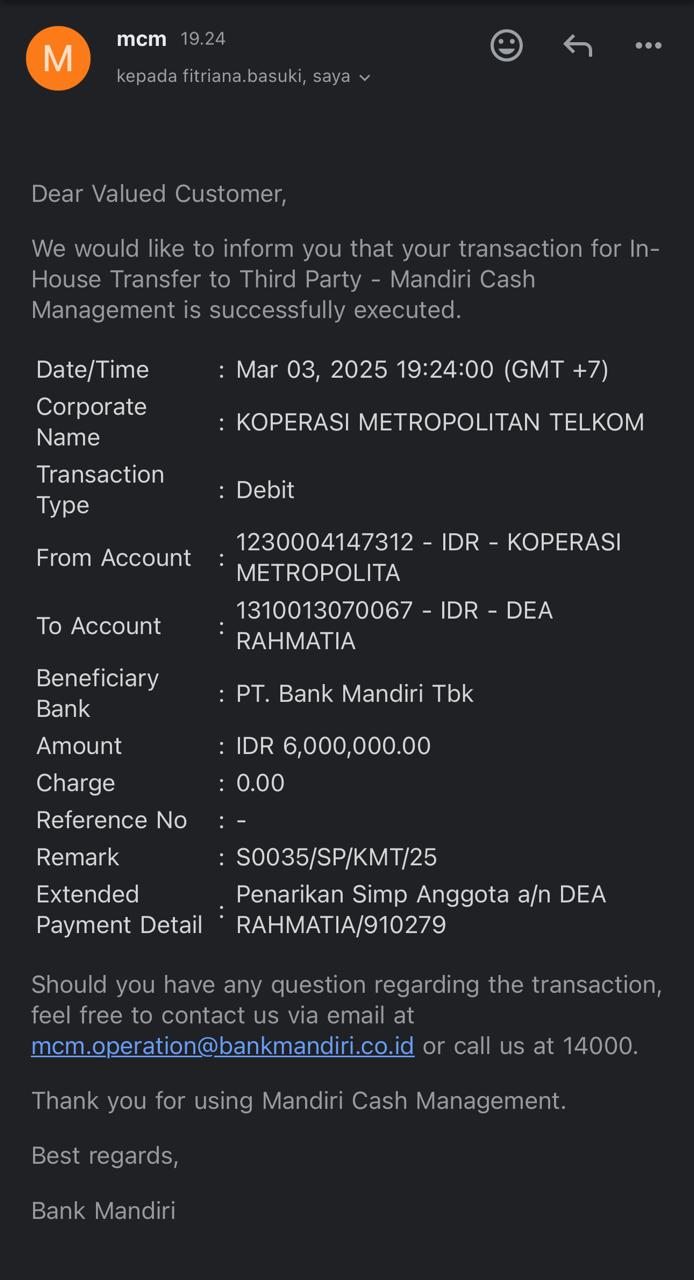 M
mcm 19.24
kepada fitriana.basuki, saya
Dear Valued Customer,
We would like to inform you that your transaction for In-
House Transfer to Third Party - Mandiri Cash
Management is successfully executed.
Date/Time : Mar 03, 2025 19:24:00 (GMT +7)
Corporate
Name : KOPERASI METROPOLITAN TELKOM
Transaction
Type : Debit
From Account : 1230004147312 - IDR - KOPERASI
METROPOLITA
To Account : 1310013070067 - IDR - DEA
RAHMATIA
Beneficiary
Bank : PT. Bank Mandiri Tbk
Amount : IDR 6,000,000.00
Charge : 0.00
Reference No : -
Remark : S0035/SP/KMT/25
Extended
Payment Detail : Penarikan Simp Anggota a/n DEA
RAHMATIA/910279
Should you have any question regarding the transaction,
feel free to contact us via email at
mcm.operation@bankmandiri.co.id or call us at 14000.
Thank you for using Mandiri Cash Management.
Best regards,
Bank Mandiri